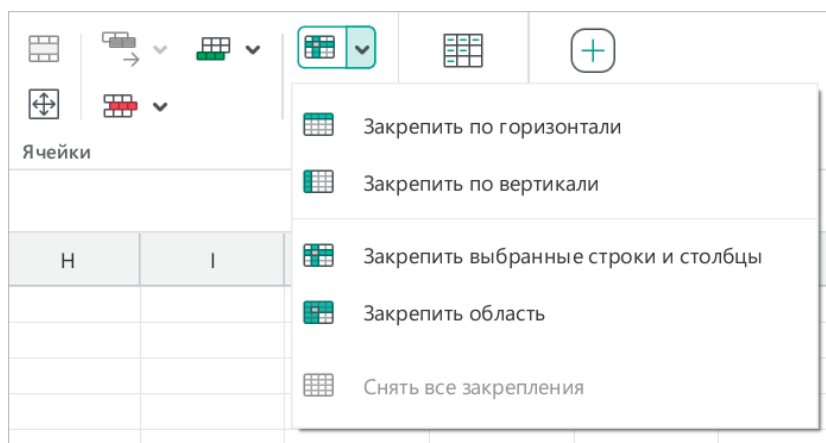 Ячейки
Закрепить по горизонтали
Закрепить по вертикали
H I
Закрепить выбранные строки и столбцы
Закрепить область
Снять все закрепления